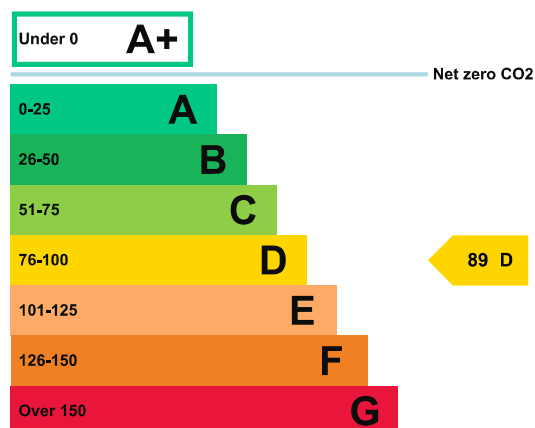 Under 0 A+
Net zero CO2
0-25 A
26-50 B
51-75 C
76-100 D
89 D
101-125 E
126-150 F
Over 150 G